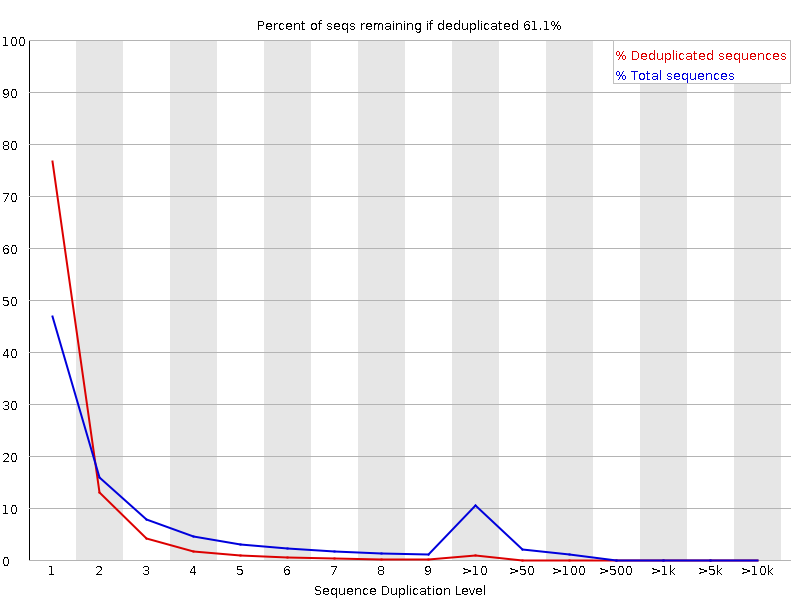 Percent of seqs remaining if deduplicated 61.1%
% Deduplicated sequences
% Total sequences
100
90
80
70
60
50
40
30
20
10
0
1 2 3 4 5 6 7 8 9 >10 >50 >100 >500 >1k >5k >10k
Sequence Duplication Level